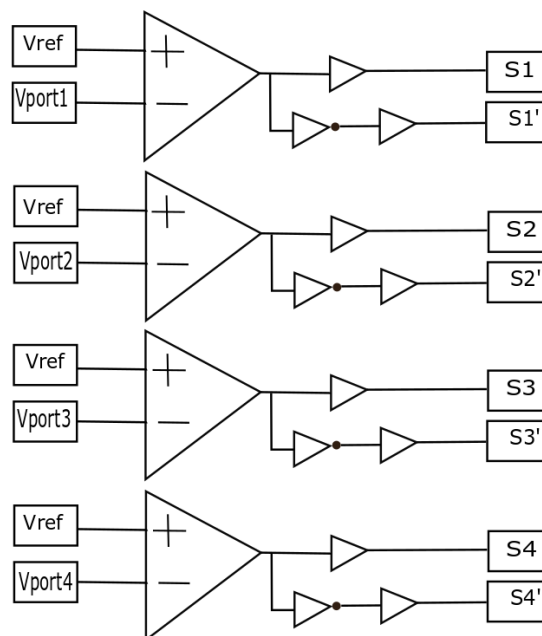 Vref
S1
Vport1
S1'
Vref
S2
Vport2
S2'
Vref
S3
Vport3
S3'
Vref
S4
Vport4
S4'